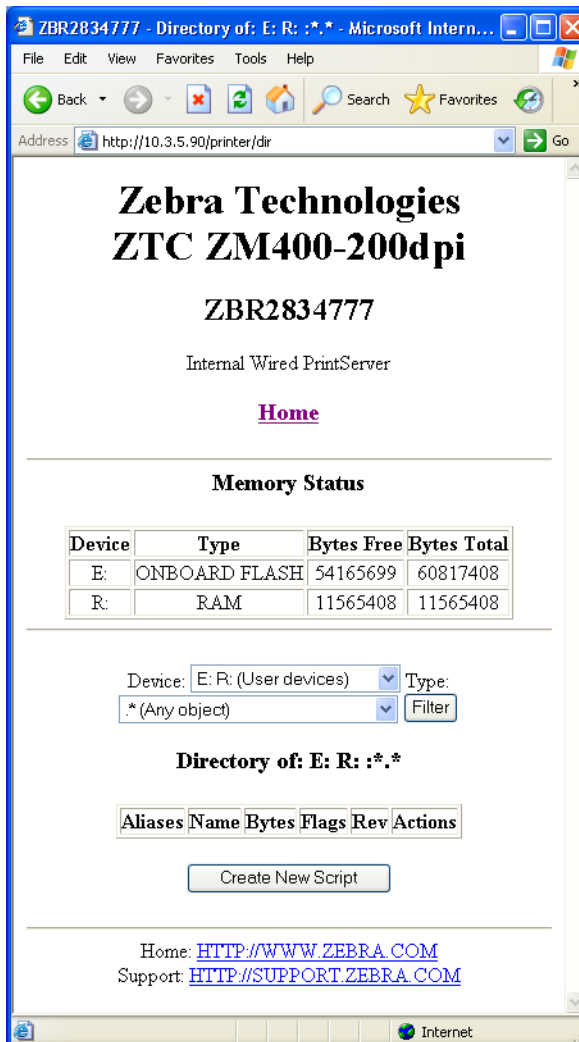 ZBR2834777 - Directory of: E: R: :*.* - Microsoft Intern...
File Edit View Favorites Tools Help
Back Search Favorites »
Address http://10.3.5.90/printer/dir Go
Zebra Technologies
ZTC ZM400-200dpi
ZBR2834777
Internal Wired PrintServer
Home
Memory Status
Device Type Bytes Free Bytes Total
E: ONBOARD FLASH 54165699 60817408
R: RAM 11565408 11565408
Device: E: R: (User devices) Type:
.* (Any object) Filter
Directory of: E: R: :*.*
Aliases Name Bytes Flags Rev Actions
Create New Script
Home: HTTP://WWW.ZEBRA.COM
Support: HTTP://SUPPORT.ZEBRA.COM
Internet